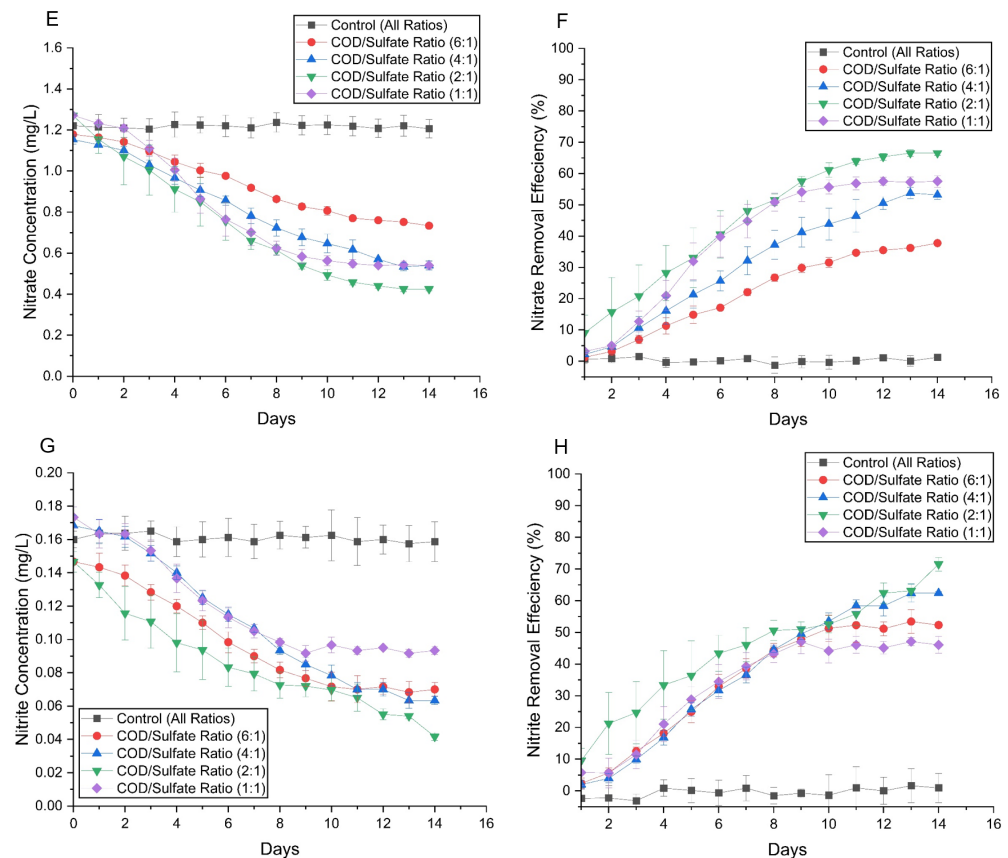 E
Control (All Ratios)
COD/Sulfate Ratio (6:1)
COD/Sulfate Ratio (4:1)
COD/Sulfate Ratio (2:1)
COD/Sulfate Ratio (1:1)
1.6
1.4
1.2
1.0
0.8
0.6
0.4
0.2
0.0
Nitrate Concentration (mg/L)
0 2 4 6 8 10 12 14 16
Days
F
Control (All Ratios)
COD/Sulfate Ratio (6:1)
COD/Sulfate Ratio (4:1)
COD/Sulfate Ratio (2:1)
COD/Sulfate Ratio (1:1)
100
90
80
70
60
50
40
30
20
10
0
Nitrate Removal Effeciency (%)
2 4 6 8 10 12 14 16
Days
G
0.20
0.18
0.16
0.14
0.12
0.10
0.08
0.06
0.04
0.02
0.00
Nitrite Concentration (mg/L)
Control (All Ratios)
COD/Sulfate Ratio (6:1)
COD/Sulfate Ratio (4:1)
COD/Sulfate Ratio (2:1)
COD/Sulfate Ratio (1:1)
0 2 4 6 8 10 12 14 16
Days
H
Control (All Ratios)
COD/Sulfate Ratio (6:1)
COD/Sulfate Ratio (4:1)
COD/Sulfate Ratio (2:1)
COD/Sulfate Ratio (1:1)
100
90
80
70
60
50
40
30
20
10
0
Nitrite Removal Effeciency (%)
2 4 6 8 10 12 14 16
Days